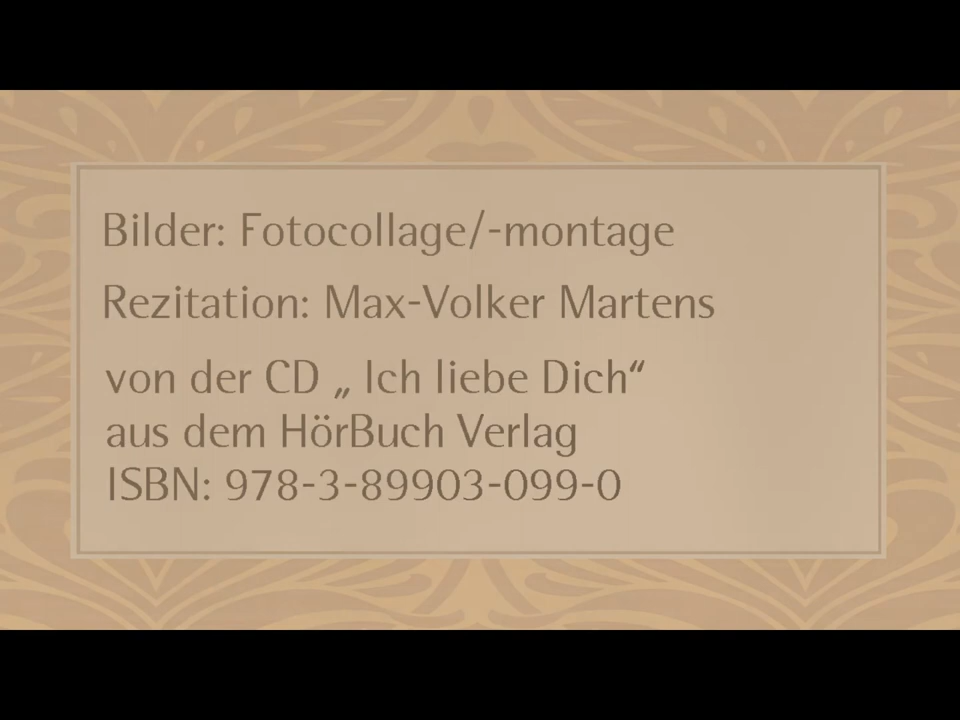 Bilder: Fotocollage/-montage
Rezitation: Max-Volker Martens
von der CD „ Ich liebe Dich“
aus dem HörBuch Verlag
ISBN: 978-3-89903-099-0